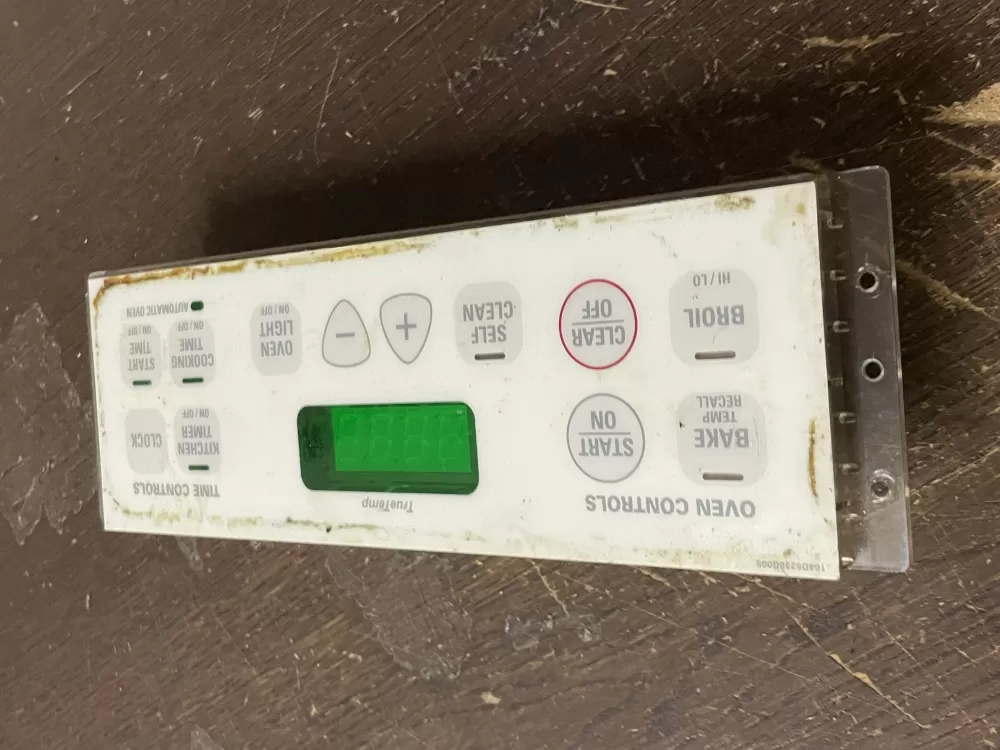 OVEN CONTROLS
TrueTemp
TIME CONTROLS
BAKE
TEMP
RECALL
START
ON
KITCHEN
TIMER
ON / OFF
CLOCK
BROIL
HI / LO
CLEAR
OFF
SELF
CLEAN
+
−
OVEN
LIGHT
ON / OFF
COOKING
TIME
ON / OFF
START
TIME
ON / OFF
AUTOMATIC OVEN